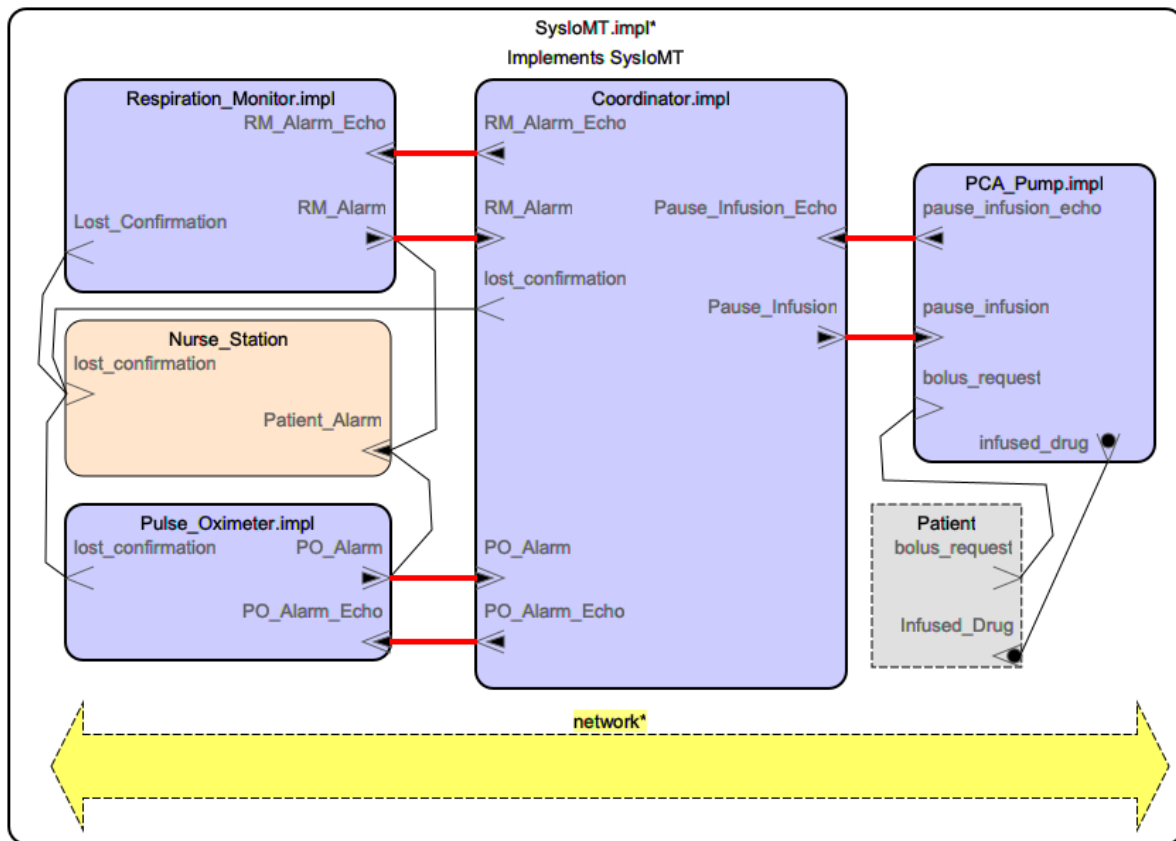 SysIoMT.impl*
Implements SysIoMT
Respiration_Monitor.impl
RM_Alarm_Echo
RM_Alarm
Lost_Confirmation
Nurse_Station
lost_confirmation
Patient_Alarm
Pulse_Oximeter.impl
lost_confirmation
PO_Alarm
PO_Alarm_Echo
Coordinator.impl
RM_Alarm_Echo
RM_Alarm
Pause_Infusion_Echo
lost_confirmation
Pause_Infusion
PO_Alarm
PO_Alarm_Echo
PCA_Pump.impl
pause_infusion_echo
pause_infusion
bolus_request
infused_drug
Patient
bolus_request
Infused_Drug
network*